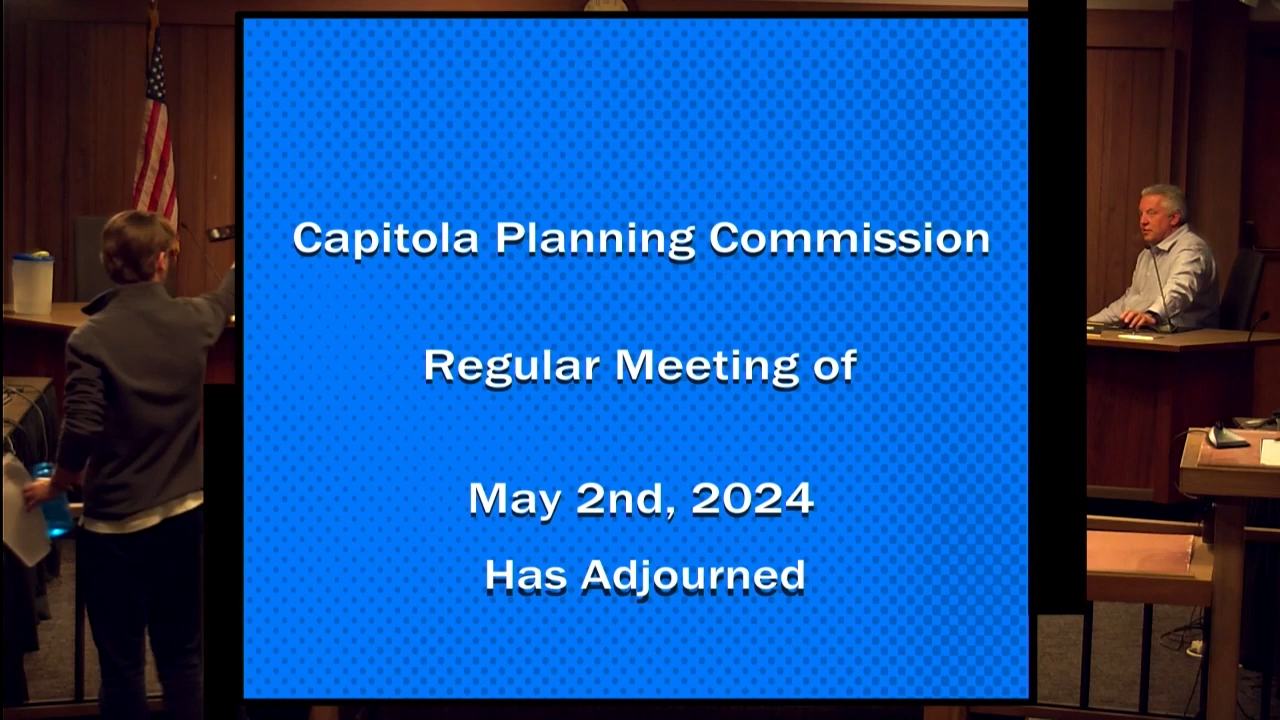 Capitola Planning Commission
Regular Meeting of
May 2nd, 2024
Has Adjourned